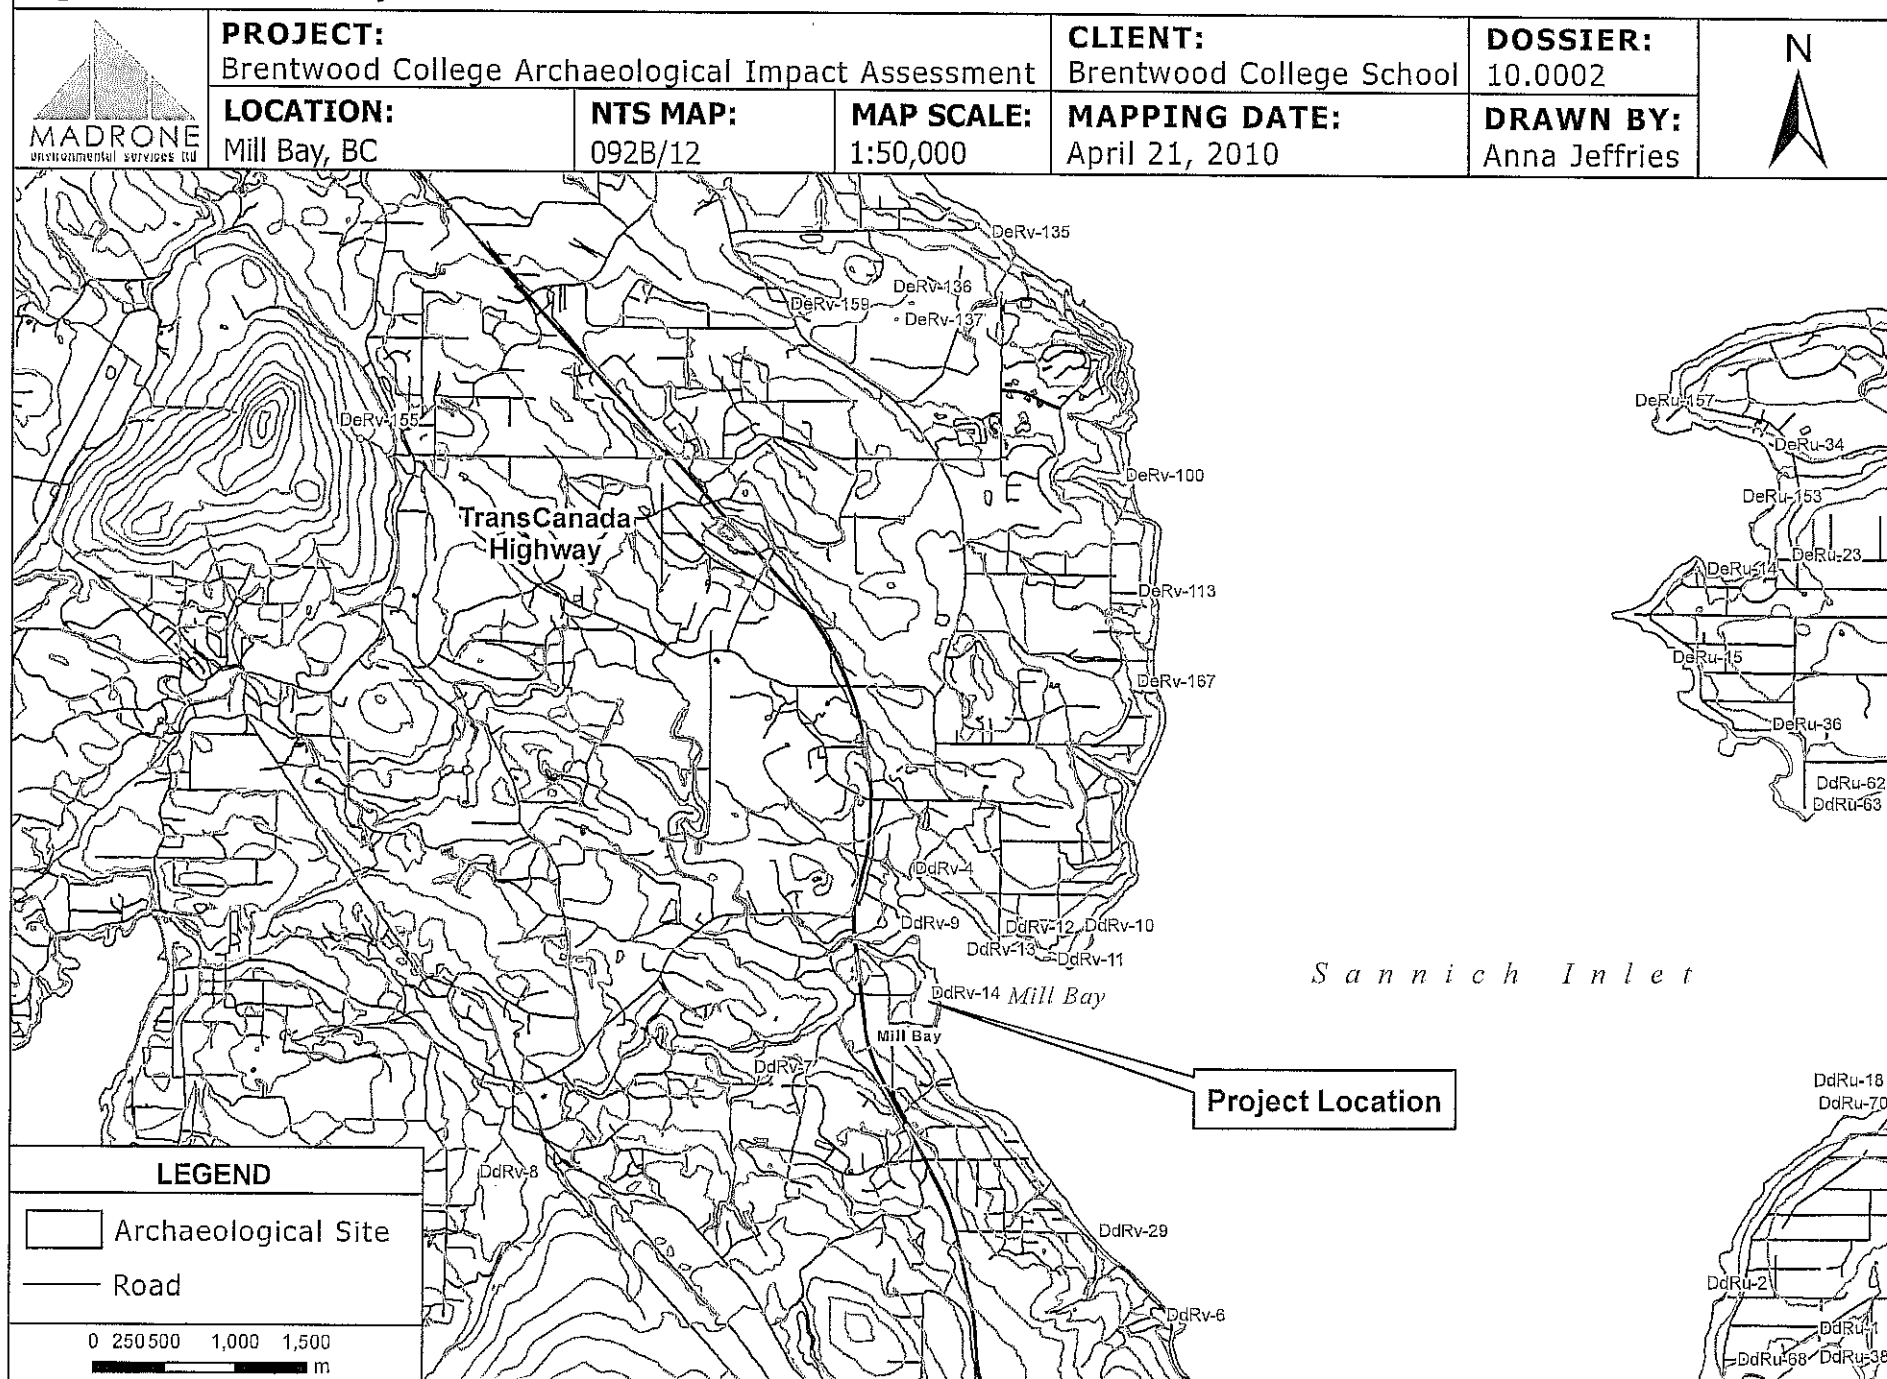 PROJECT:
Brentwood College Archaeological Impact Assessment
CLIENT:
Brentwood College School
DOSSIER:
10.0002
N
MADRONE
environmental services ltd
LOCATION:
Mill Bay, BC
NTS MAP:
092B/12
MAP SCALE:
1:50,000
MAPPING DATE:
April 21, 2010
DRAWN BY:
Anna Jeffries
DeRv-135
DeRv-136
DeRv-159
DeRv-137
DeRu-157
DeRv-155
DeRu-34
DeRv-100
DeRu-153
TransCanada
Highway
DeRu-23
DeRu-14
DeRv-113
DeRu-15
DeRv-167
DeRu-36
DdRu-62
DdRu-63
DdRv-4
DdRv-9
DdRv-12
DdRv-10
DdRv-13
DdRv-11
Sannich Inlet
DdRv-14
Mill Bay
Mill Bay
DdRv-7
DdRu-18
Project Location
DdRu-70
LEGEND
DdRv-8
Archaeological Site
DdRv-29
Road
DdRu-2
DdRv-6
DdRu-1
0 250 500 1,000 1,500
m
DdRu-68
DdRu-38